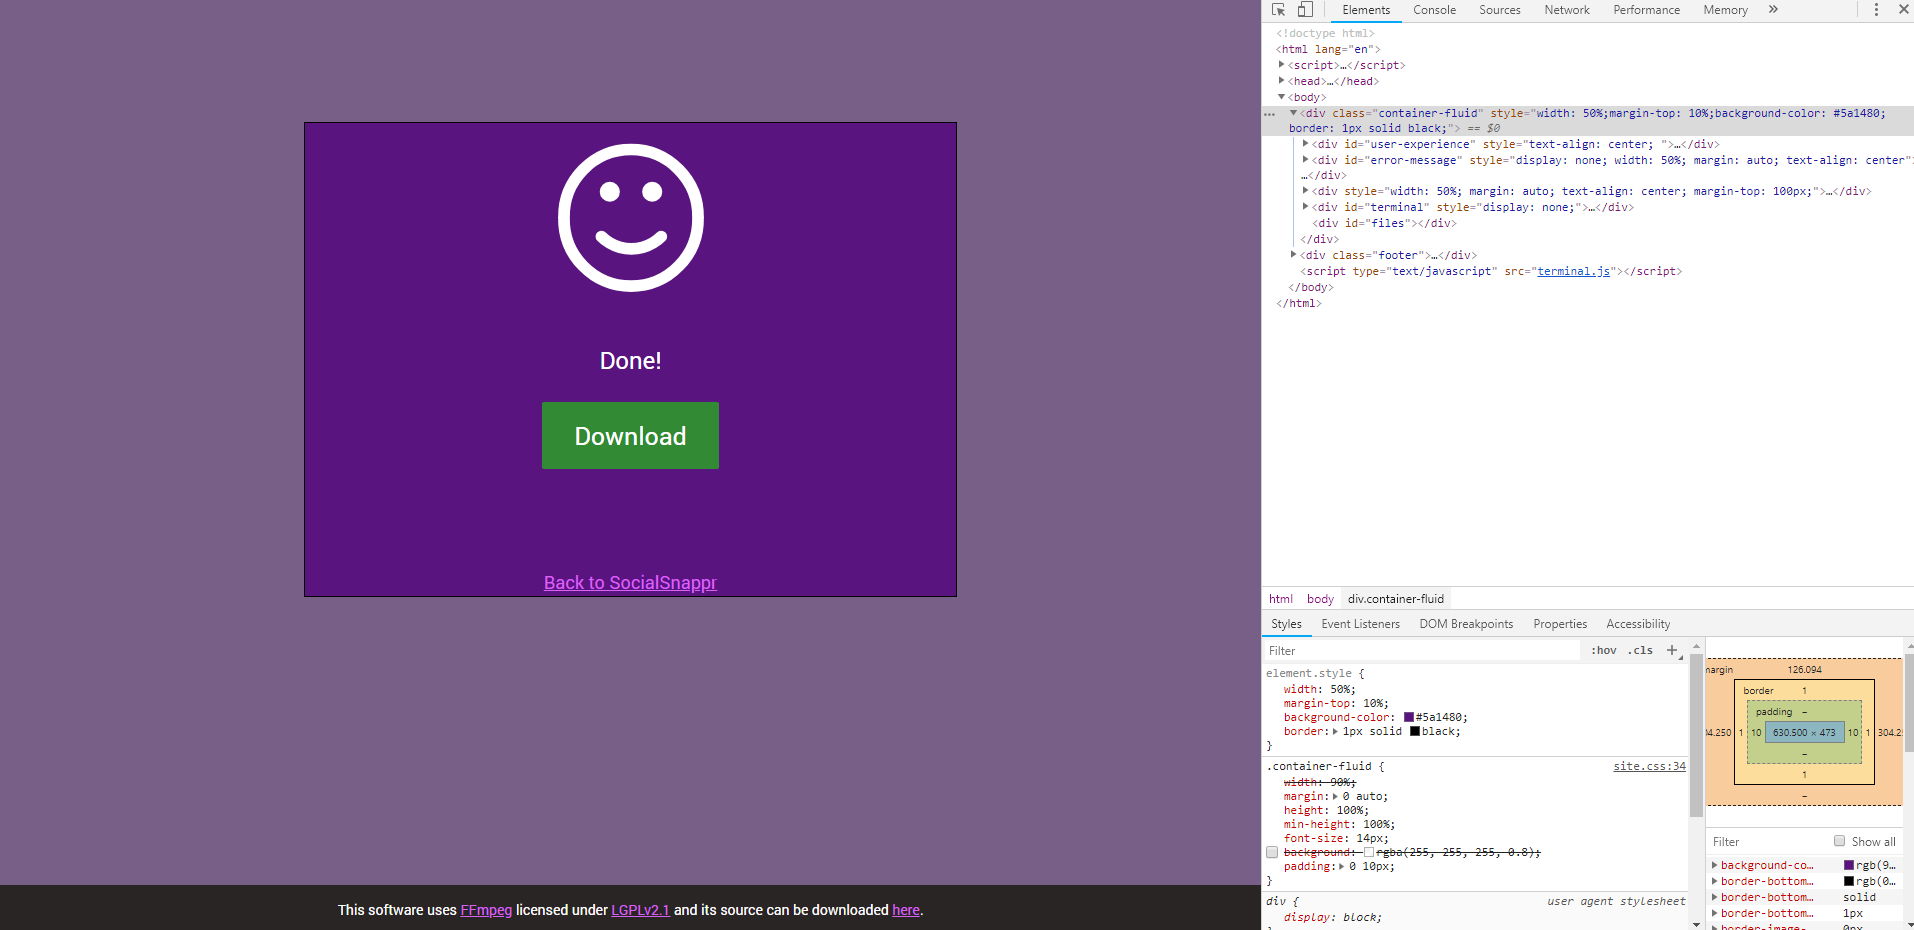 Done!
Download
Back to SocialSnappr
This software uses FFmpeg licensed under LGPLv2.1 and its source can be downloaded here.
Elements Console Sources Network Performance Memory »
<!doctype html>
<html lang="en">
<script>…</script>
<head>…</head>
<body>
<div class="container-fluid" style="width: 50%;margin-top: 10%;background-color: #5a1480;
border: 1px solid black;"> == $0
<div id="user-experience" style="text-align: center; ">…</div>
<div id="error-message" style="display: none; width: 50%; margin: auto; text-align: center"
…</div>
<div style="width: 50%; margin: auto; text-align: center; margin-top: 100px;">…</div>
<div id="terminal" style="display: none;">…</div>
<div id="files"></div>
</div>
<div class="footer">…</div>
<script type="text/javascript" src="terminal.js"></script>
</body>
</html>
html body div.container-fluid
Styles Event Listeners DOM Breakpoints Properties Accessibility
Filter :hov .cls +
element.style {
width: 50%;
margin-top: 10%;
background-color: #5a1480;
border: 1px solid black;
}
.container-fluid { site.css:34
width: 90%;
margin: 0 auto;
height: 100%;
min-height: 100%;
font-size: 14px;
background: rgba(255, 255, 255, 0.8);
padding: 0 10px;
}
div { user agent stylesheet
display: block;
margin 126.094
border 1
padding –
04.250 1 10 630.500 × 473 10 1 304.2
–
1
–
Filter Show all
background-co… rgb(9…
border-bottom… rgb(0…
border-bottom… solid
border-bottom… 1px
border-image- 0px